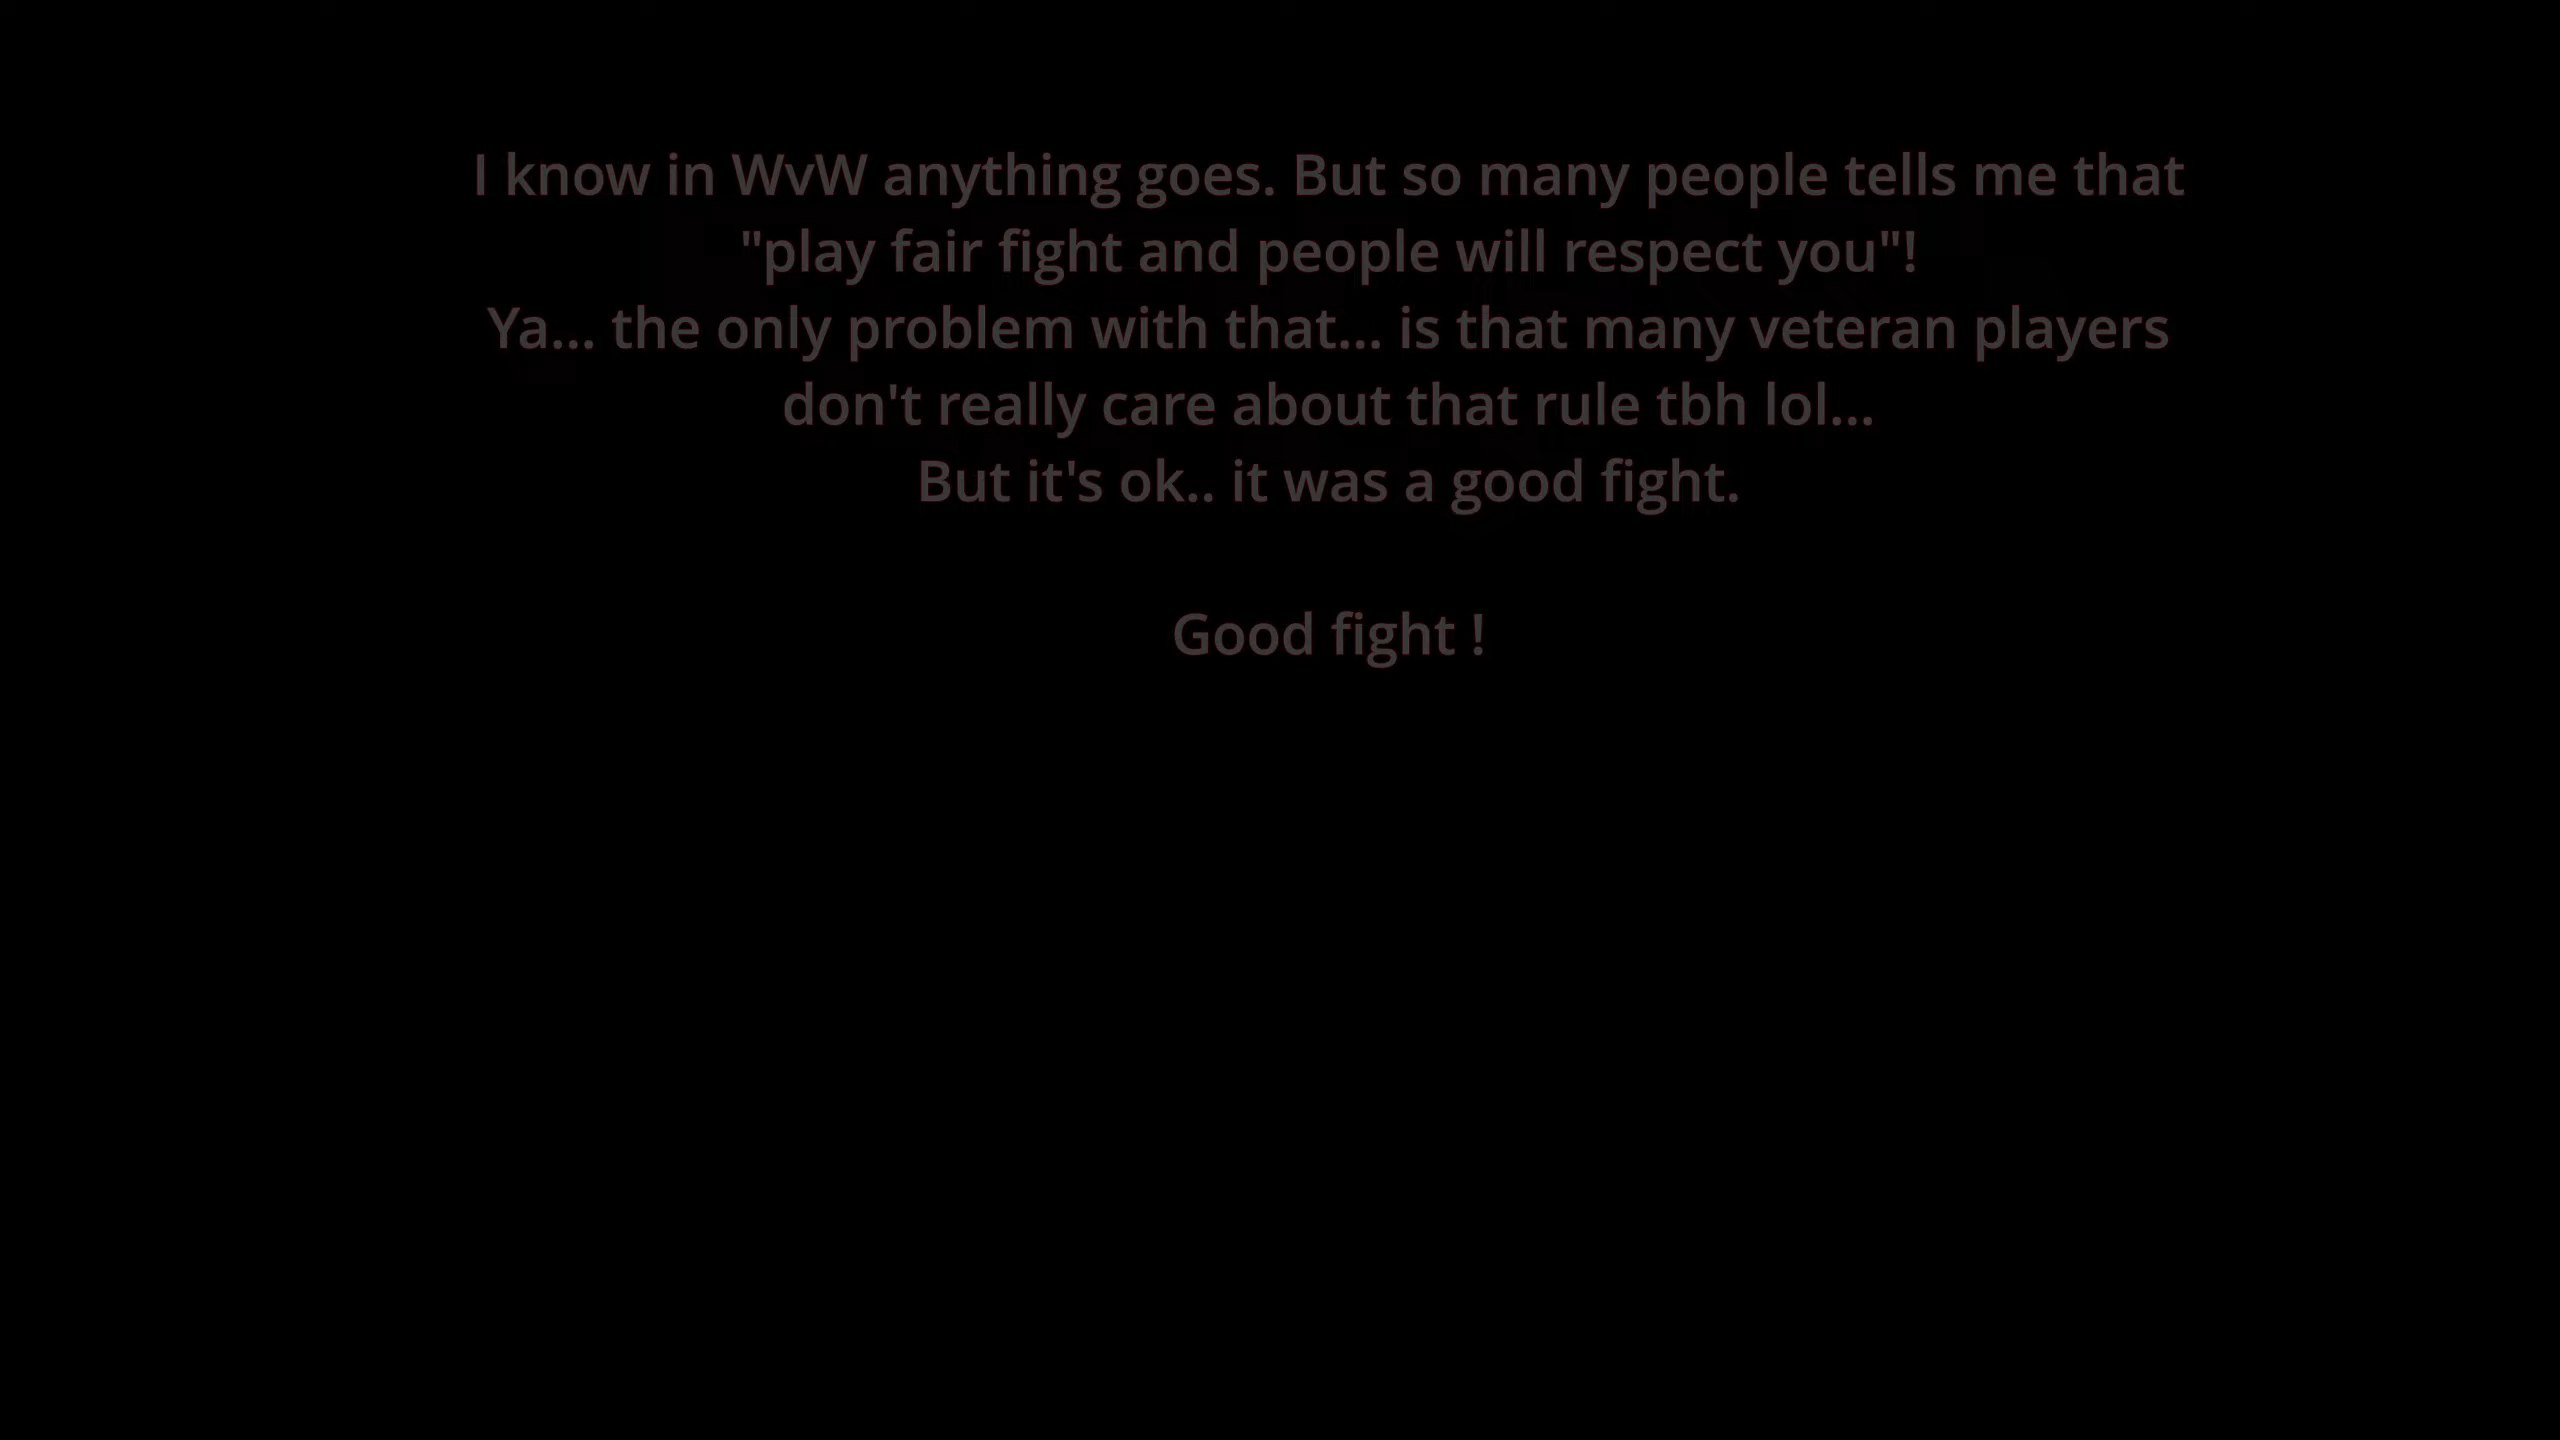 I know in WvW anything goes. But so many people tells me that
"play fair fight and people will respect you"!
Ya... the only problem with that... is that many veteran players
don't really care about that rule tbh lol...
But it's ok.. it was a good fight.
Good fight !